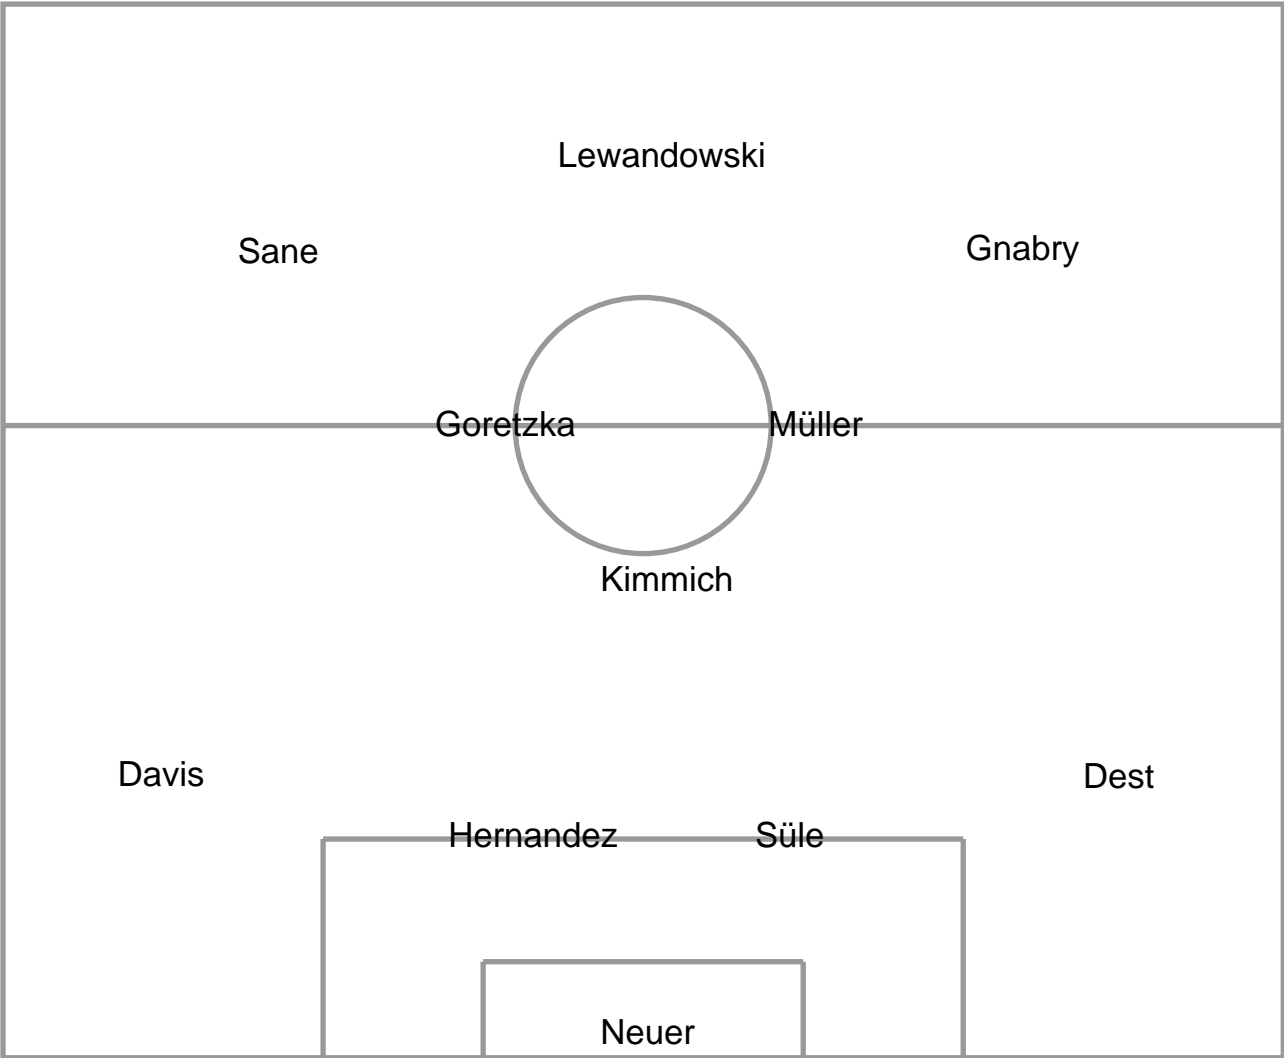 Lewandowski
Sane
Gnabry
Goretzka
Müller
Kimmich
Davis
Dest
Hernandez
Süle
Neuer